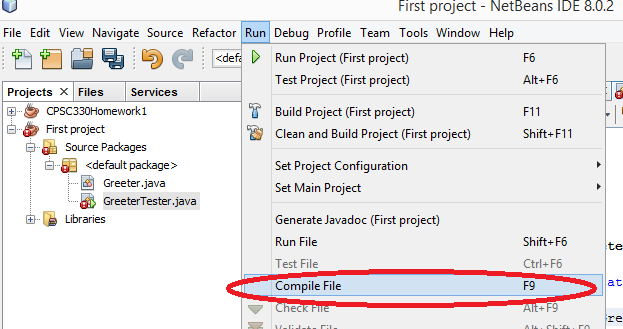 First project - NetBeans IDE 8.0.2
File Edit View Navigate Source Refactor Run Debug Profile Team Tools Window Help
<def
Projects Files Services
CPSC330Homework1
First project
Source Packages
<default package>
Greeter.java
GreeterTester.java
Libraries
Run Project (First project) F6
Test Project (First project) Alt+F6
Build Project (First project) F11
Clean and Build Project (First project) Shift+F11
Set Project Configuration
Set Main Project
Generate Javadoc (First project)
Run File Shift+F6
Test File Ctrl+F6
Compile File F9
Check File Alt+F9
Validate File Alt+Shift+F9
ete
at
re